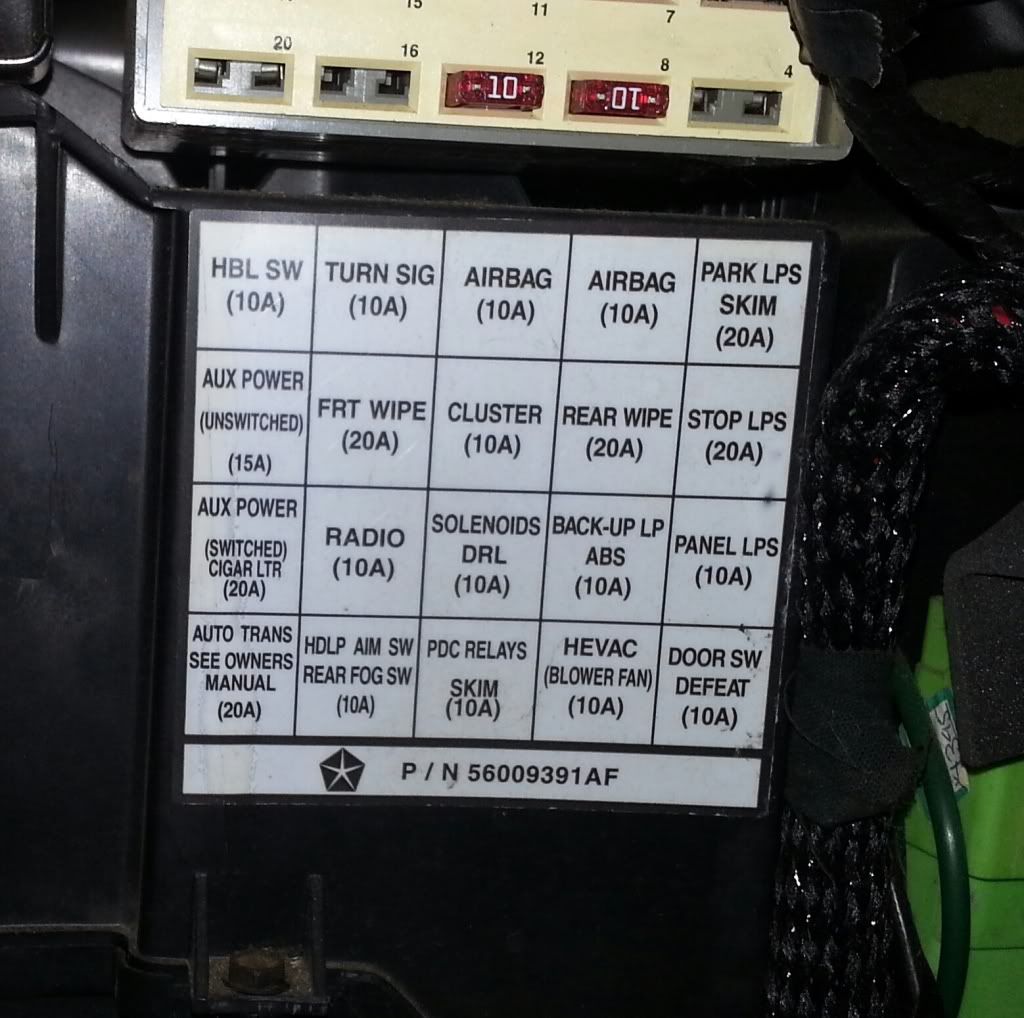 15
11
7
20
16
12
8
4
10
10
HBL SW
(10A)
TURN SIG
(10A)
AIRBAG
(10A)
AIRBAG
(10A)
PARK LPS
SKIM
(20A)
AUX POWER
(UNSWITCHED)
(15A)
FRT WIPE
(20A)
CLUSTER
(10A)
REAR WIPE
(20A)
STOP LPS
(20A)
AUX POWER
(SWITCHED)
CIGAR LTR
(20A)
RADIO
(10A)
SOLENOIDS
DRL
(10A)
BACK-UP LP
ABS
(10A)
PANEL LPS
(10A)
AUTO TRANS
SEE OWNERS
MANUAL
(20A)
HDLP AIM SW
REAR FOG SW
(10A)
PDC RELAYS
SKIM
(10A)
HEVAC
(BLOWER FAN)
(10A)
DOOR SW
DEFEAT
(10A)
P / N 56009391AF